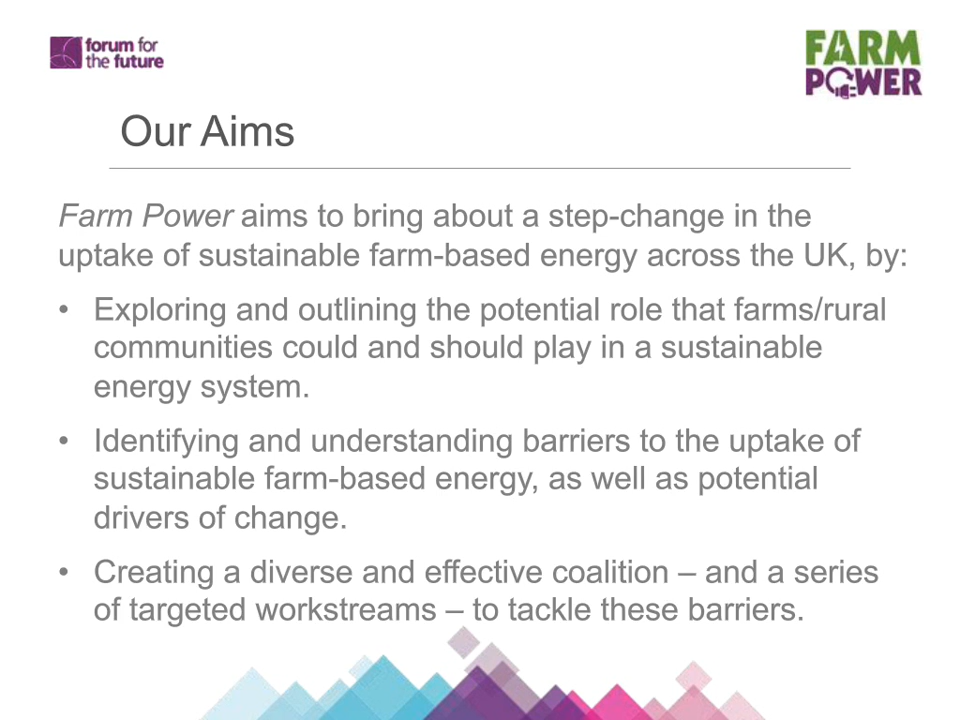 forum for
the future
FARM
POWER
Our Aims
Farm Power aims to bring about a step-change in the
uptake of sustainable farm-based energy across the UK, by:
• Exploring and outlining the potential role that farms/rural
communities could and should play in a sustainable
energy system.
• Identifying and understanding barriers to the uptake of
sustainable farm-based energy, as well as potential
drivers of change.
• Creating a diverse and effective coalition – and a series
of targeted workstreams – to tackle these barriers.